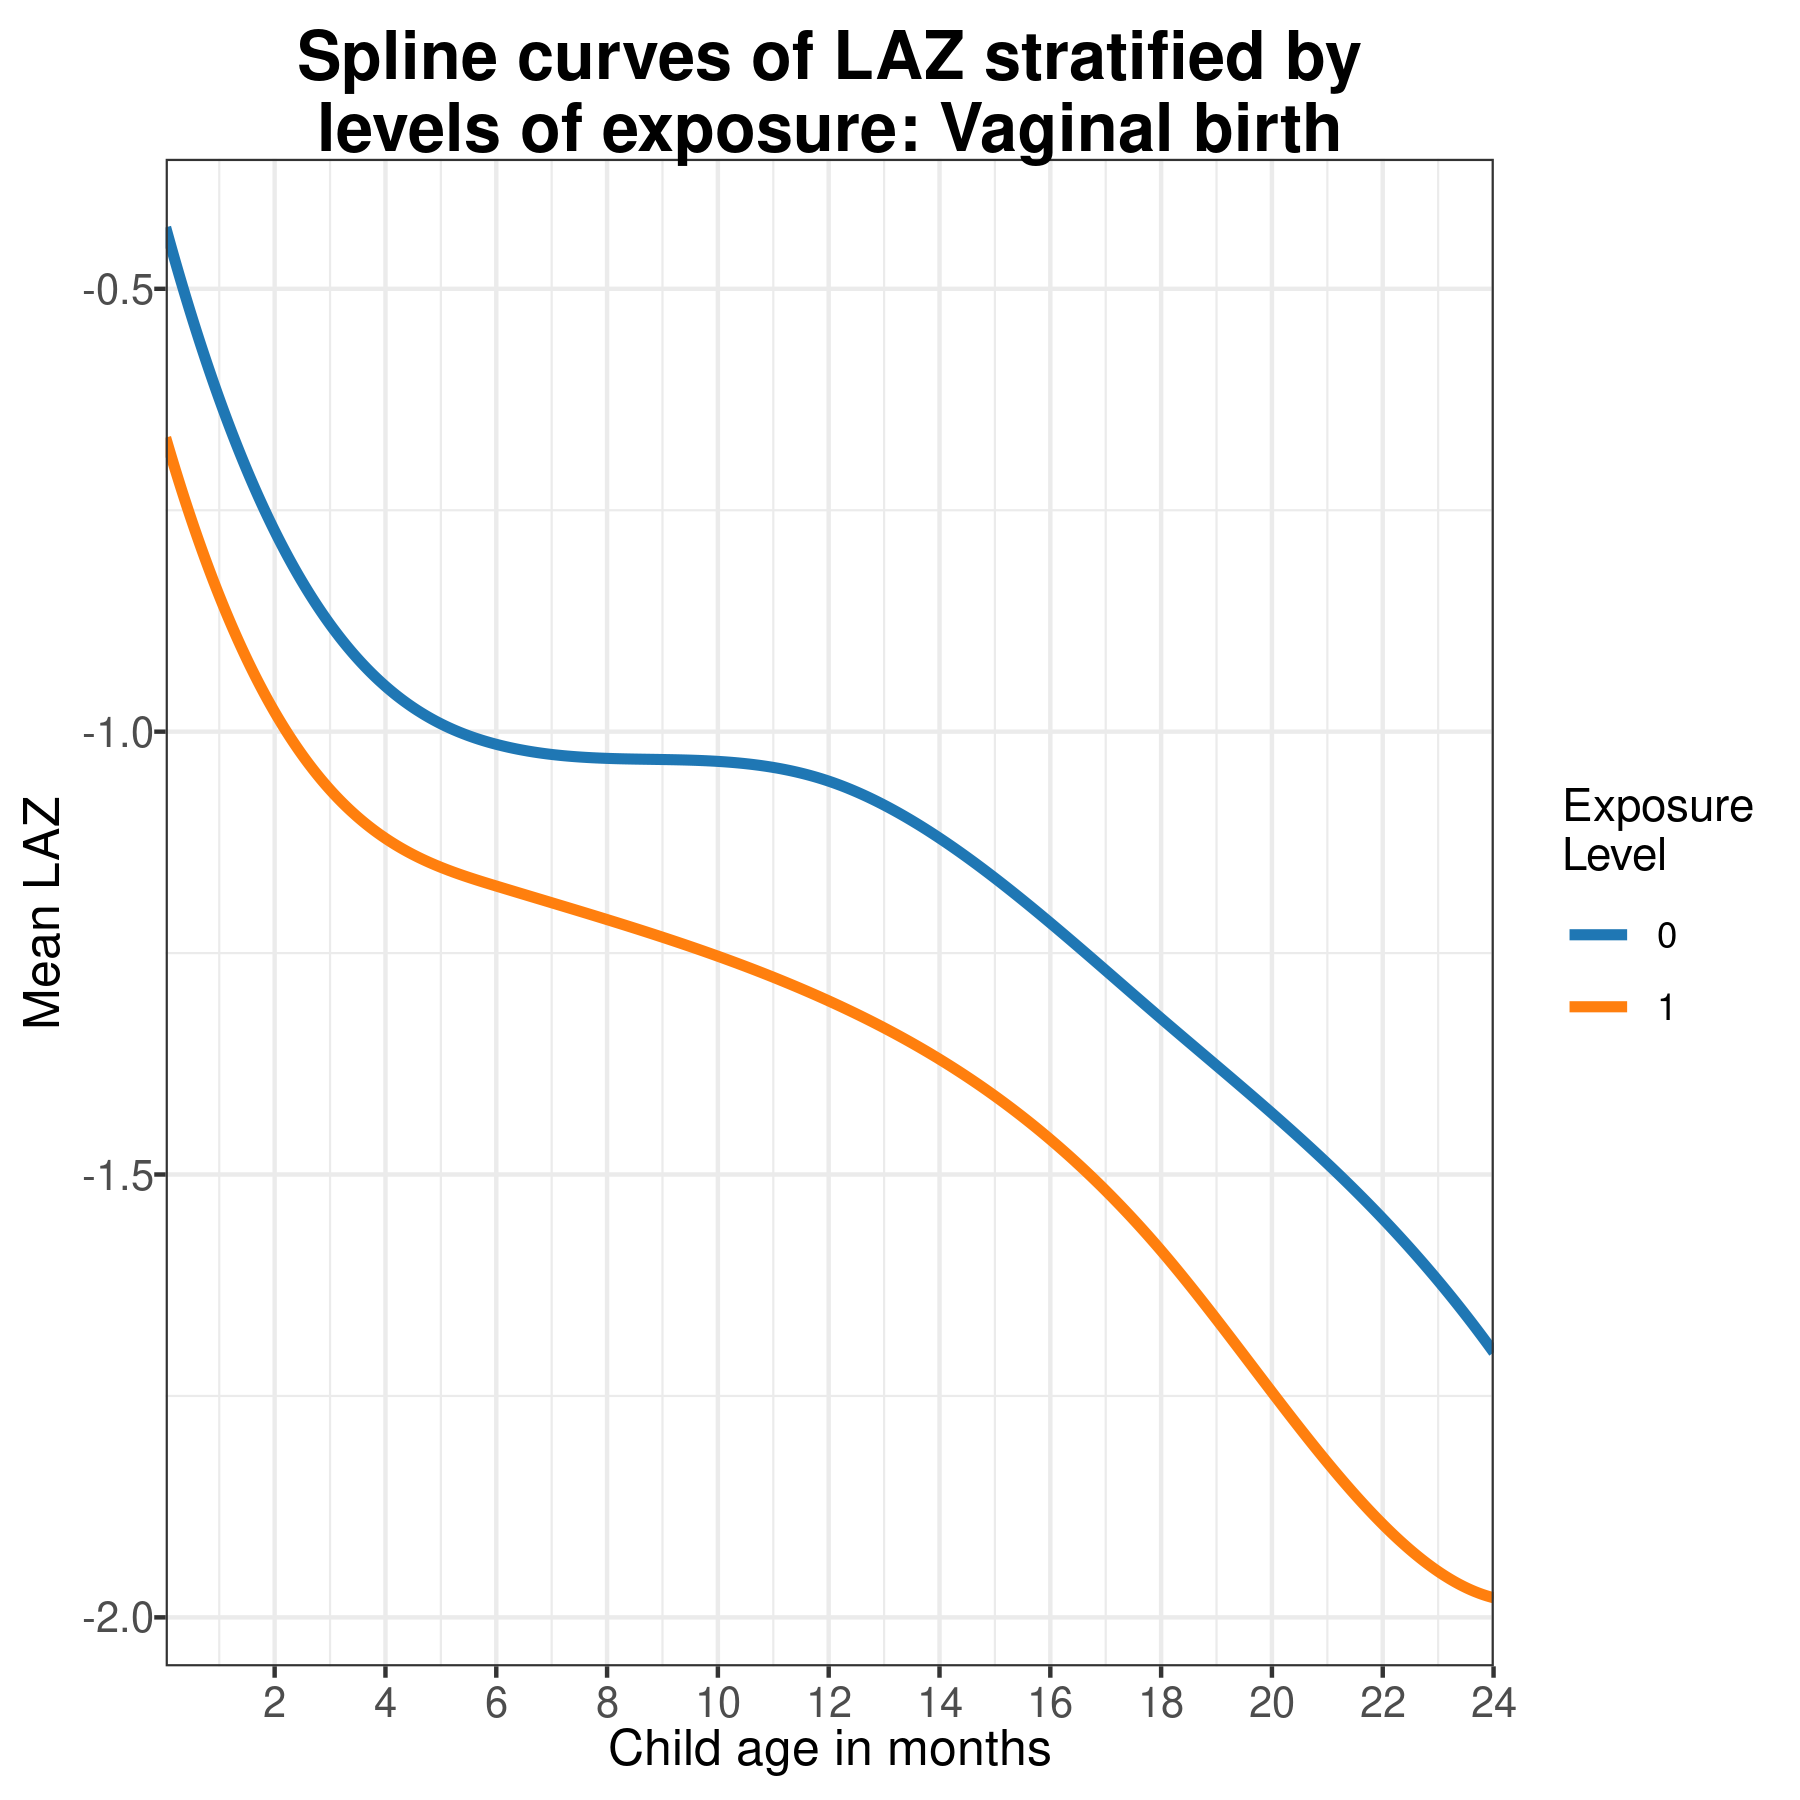 Spline curves of LAZ stratified by
levels of exposure: Vaginal birth
-0.5
-1.0
-1.5
-2.0
Mean LAZ
2 4 6 8 10 12 14 16 18 20 22 24
Child age in months
Exposure
Level
0
1